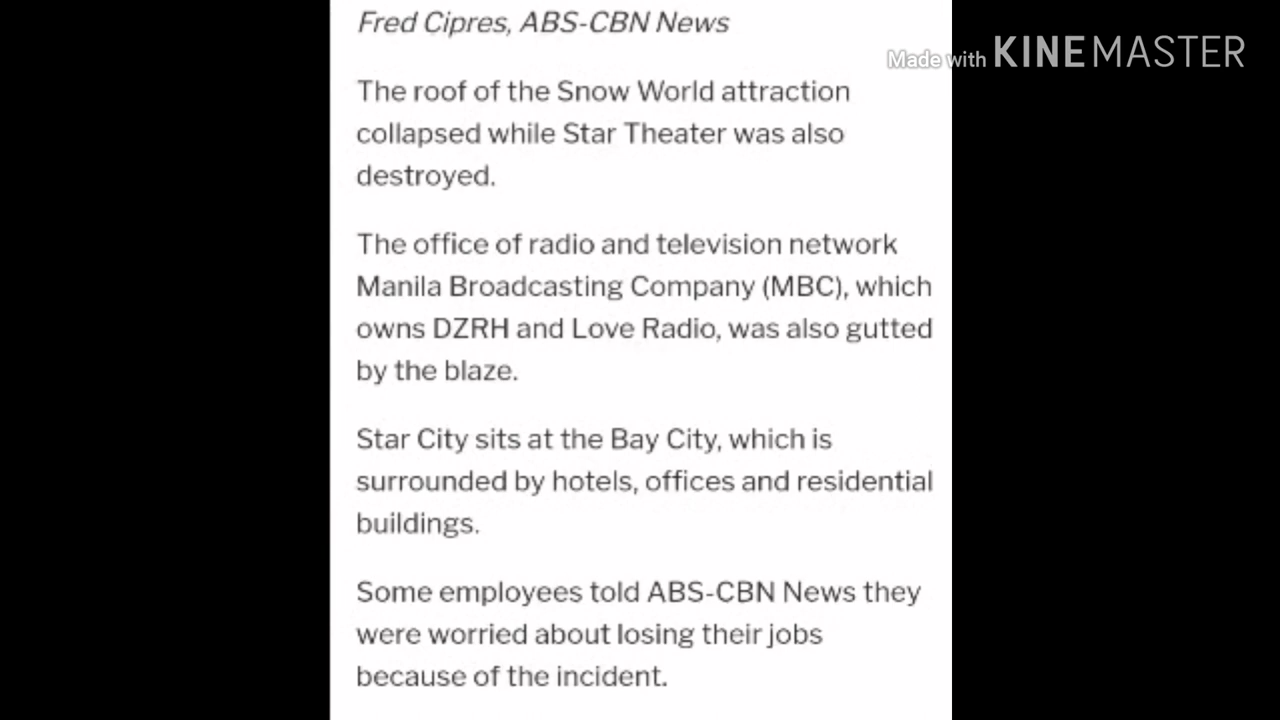 Fred Cipres, ABS-CBN News
Made with KINEMASTER
The roof of the Snow World attraction
collapsed while Star Theater was also
destroyed.
The office of radio and television network
Manila Broadcasting Company (MBC), which
owns DZRH and Love Radio, was also gutted
by the blaze.
Star City sits at the Bay City, which is
surrounded by hotels, offices and residential
buildings.
Some employees told ABS-CBN News they
were worried about losing their jobs
because of the incident.